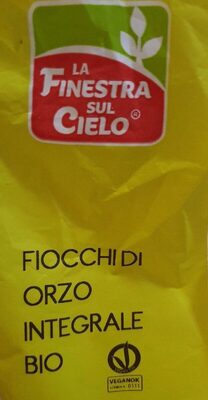 LA
FINESTRA
SUL
CIELO®
FIOCCHI DI
ORZO
INTEGRALE
BIO
VEGANOK